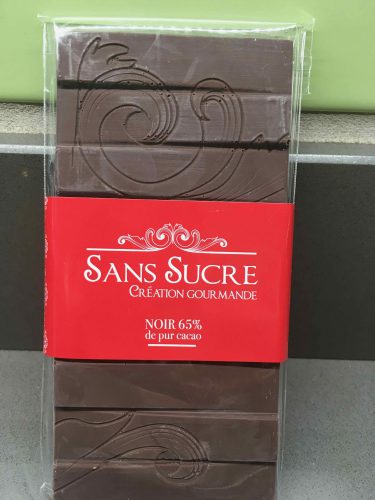 SANS SUCRE
CRÉATION GOURMANDE
NOIR 65%
de pur cacao